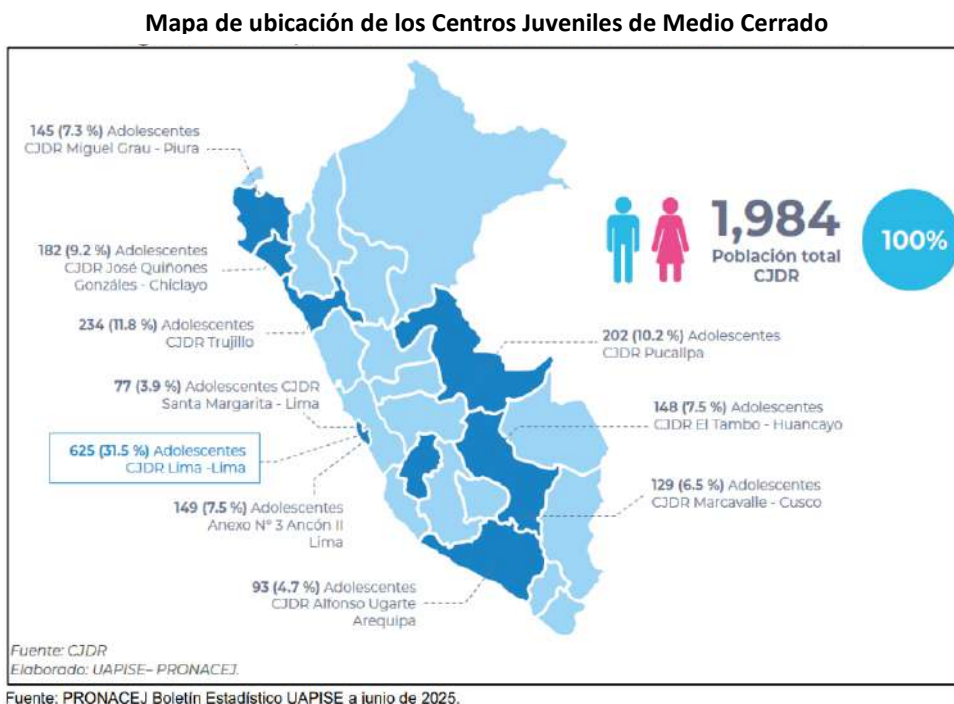 Mapa de ubicación de los Centros Juveniles de Medio Cerrado
145 (7.3 %) Adolescentes
CJDR Miguel Grau - Piura
182 (9.2 %) Adolescentes
CJDR José Quiñones
Gonzáles - Chiclayo
234 (11.8 %) Adolescentes
CJDR Trujillo
77 (3.9 %) Adolescentes CJDR
Santa Margarita - Lima
625 (31.5 %) Adolescentes
CJDR Lima -Lima
149 (7.5 %) Adolescentes
Anexo N° 3 Ancón II
Lima
93 (4.7 %) Adolescentes
CJDR Alfonso Ugarte
Arequipa
1,984
Población total
CJDR
100%
202 (10.2 %) Adolescentes
CJDR Pucallpa
148 (7.5 %) Adolescentes
CJDR El Tambo - Huancayo
129 (6.5 %) Adolescentes
CJDR Marcavalle - Cusco
Fuente: CJDR
Elaborado: UAPISE– PRONACEJ.
Fuente: PRONACEJ Boletín Estadístico UAPISE a junio de 2025.